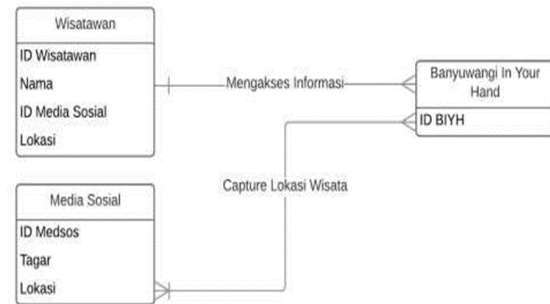 Wisatawan
ID Wisatawan
Nama
ID Media Sosial
Lokasi
Mengakses Informasi
Banyuwangi In Your
Hand
ID BIYH
Capture Lokasi Wisata
Media Sosial
ID Medsos
Tagar
Lokasi